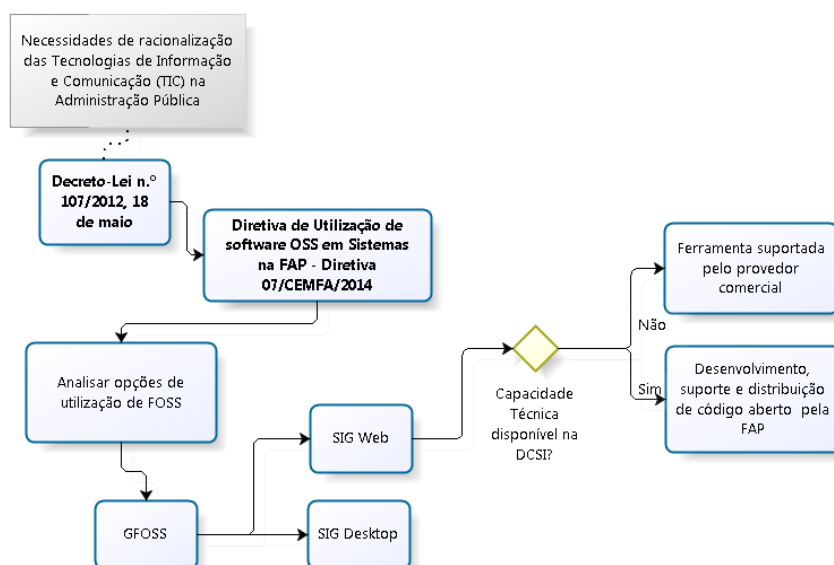 Necessidades de racionalização
das Tecnologias de Informação
e Comunicação (TIC) na
Administração Pública
Decreto-Lei n.º
107/2012, 18
de maio
Diretiva de Utilização de
software OSS em Sistemas
na FAP - Diretiva
07/CEMFA/2014
Analisar opções de
utilização de FOSS
GFOSS
SIG Web
SIG Desktop
Capacidade
Técnica
disponível na
DCSI?
Não
Sim
Ferramenta suportada
pelo provedor
comercial
Desenvolvimento,
suporte e distribuição
de código aberto pela
FAP